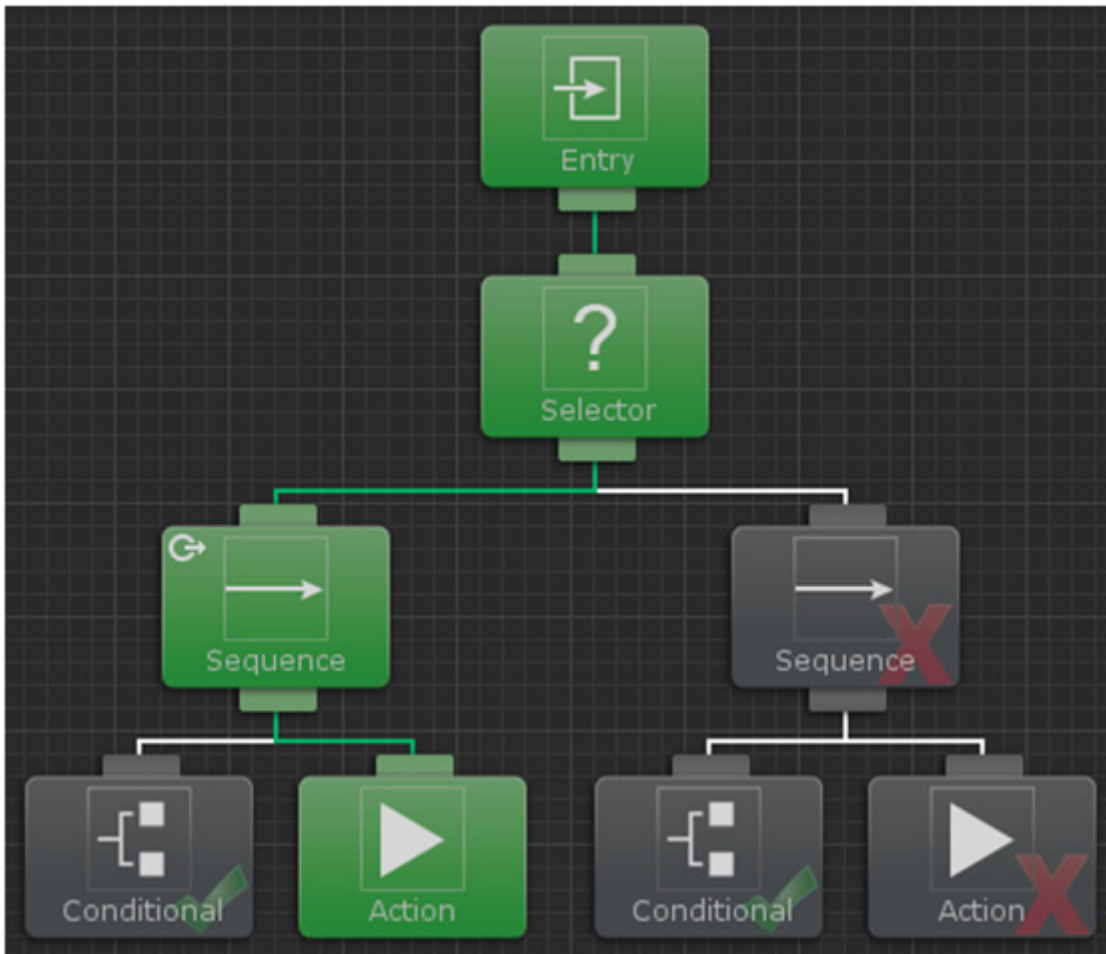 Entry
?
Selector
Sequence
Sequence
Conditional
Action
Conditional
Action